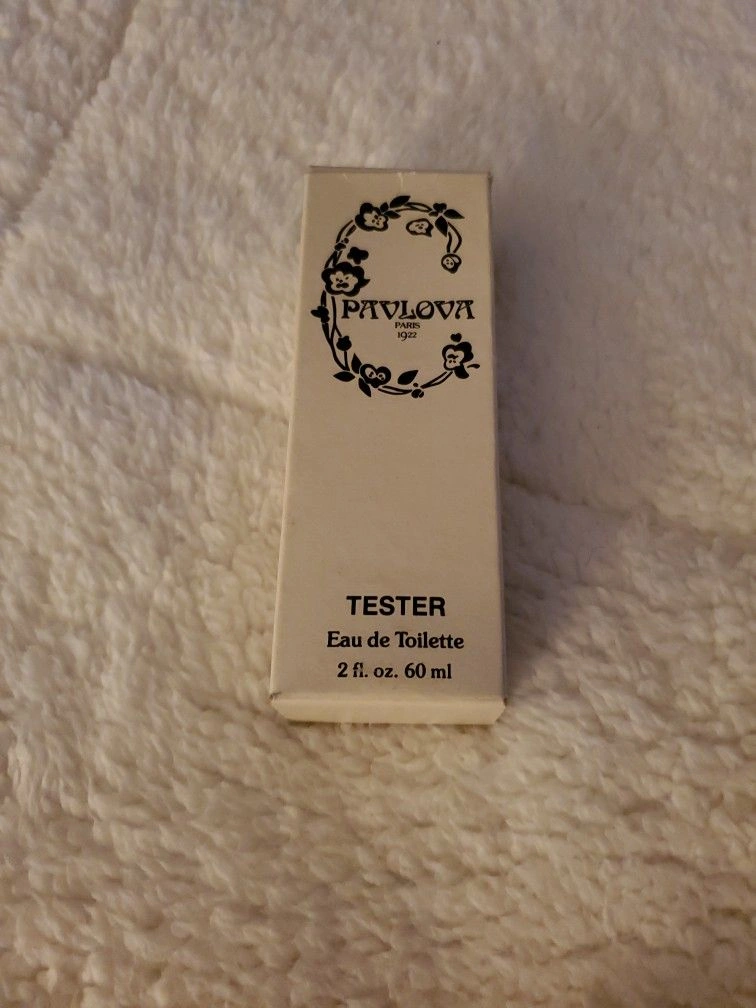 PAVLOVA
PARIS
1922
TESTER
Eau de Toilette
2 fl. oz. 60 ml